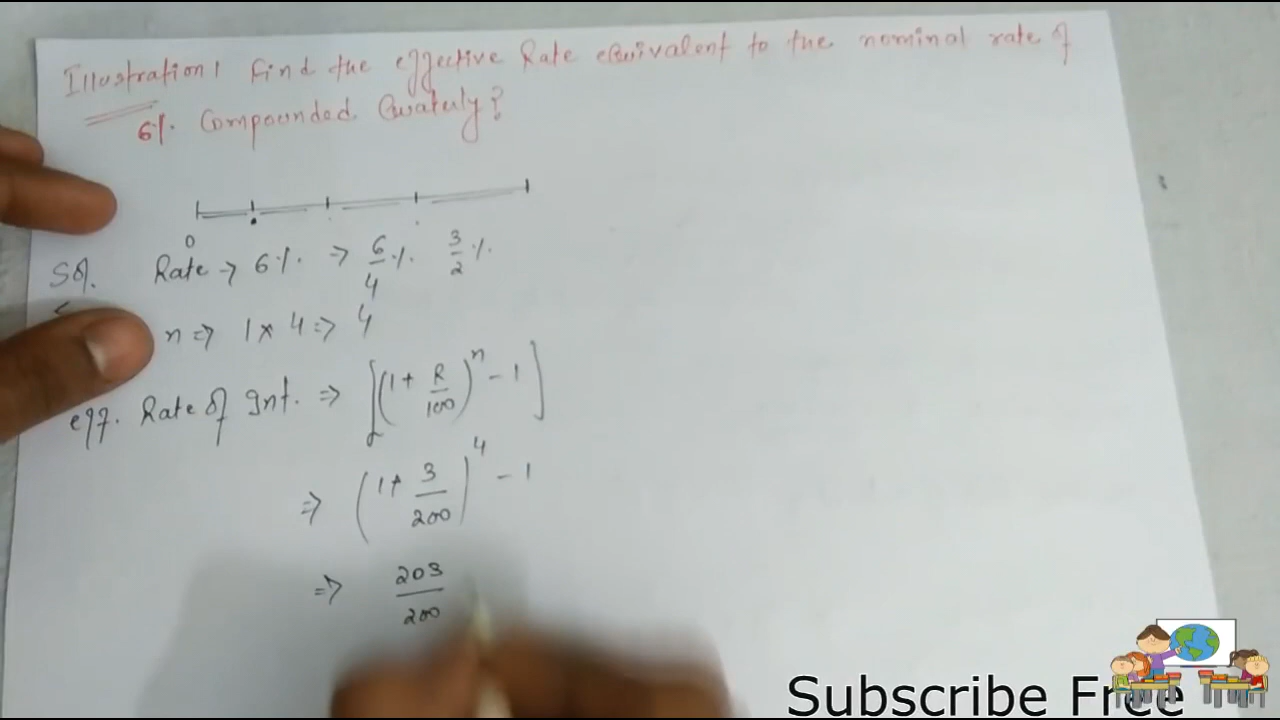 Illustration 1 Find the effective Rate equivalent to the nominal rate of
6%. Compounded Quaterly?
0
Sol. Rate → 6% ⇒ 6/4 % 3/2 %
n ⇒ 1 × 4 ⇒ 4
eff. Rate of Int. ⇒ [(1 + R/100)^n - 1]
⇒ (1 + 3/200)^4 - 1
⇒ 203/200
Subscribe Free